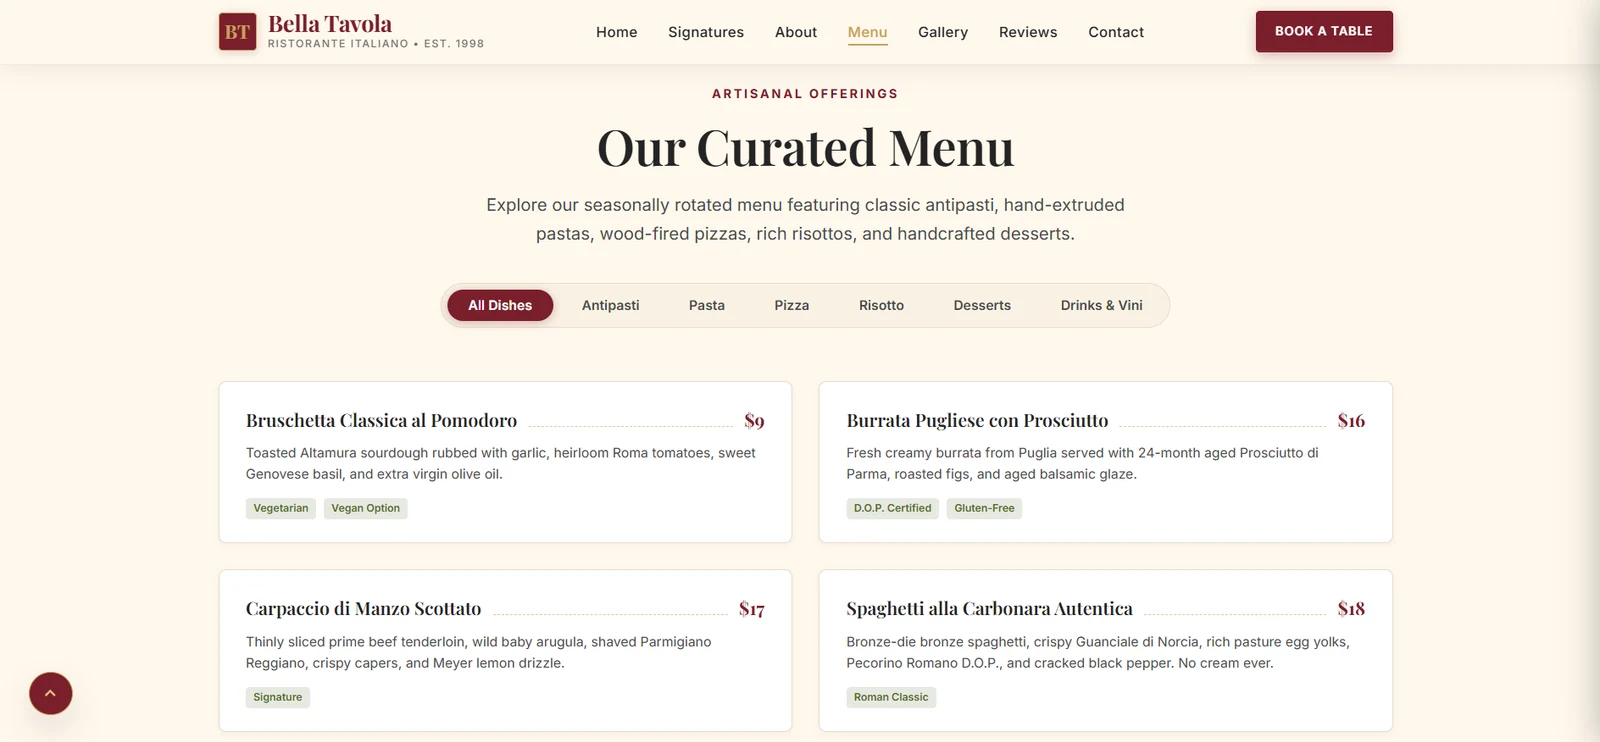 BT
Bella Tavola
RISTORANTE ITALIANO • EST. 1998
Home
Signatures
About
Menu
Gallery
Reviews
Contact
BOOK A TABLE
ARTISANAL OFFERINGS
Our Curated Menu
Explore our seasonally rotated menu featuring classic antipasti, hand-extruded
pastas, wood-fired pizzas, rich risottos, and handcrafted desserts.
All Dishes
Antipasti
Pasta
Pizza
Risotto
Desserts
Drinks & Vini
Bruschetta Classica al Pomodoro $9
Toasted Altamura sourdough rubbed with garlic, heirloom Roma tomatoes, sweet
Genovese basil, and extra virgin olive oil.
Vegetarian
Vegan Option
Burrata Pugliese con Prosciutto $16
Fresh creamy burrata from Puglia served with 24-month aged Prosciutto di
Parma, roasted figs, and aged balsamic glaze.
D.O.P. Certified
Gluten-Free
Carpaccio di Manzo Scottato $17
Thinly sliced prime beef tenderloin, wild baby arugula, shaved Parmigiano
Reggiano, crispy capers, and Meyer lemon drizzle.
Signature
Spaghetti alla Carbonara Autentica $18
Bronze-die bronze spaghetti, crispy Guanciale di Norcia, rich pasture egg yolks,
Pecorino Romano D.O.P., and cracked black pepper. No cream ever.
Roman Classic